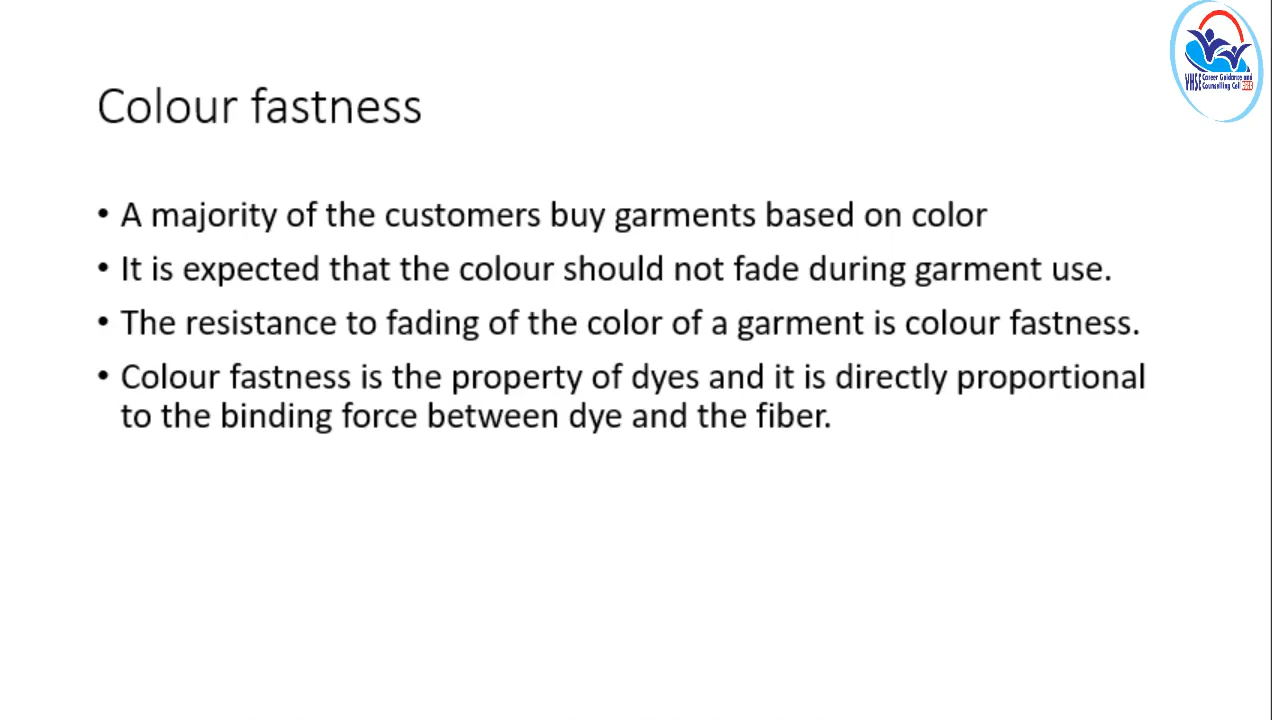 VHSE Career Guidance and
Counselling Cell
Colour fastness
• A majority of the customers buy garments based on color
• It is expected that the colour should not fade during garment use.
• The resistance to fading of the color of a garment is colour fastness.
• Colour fastness is the property of dyes and it is directly proportional
to the binding force between dye and the fiber.